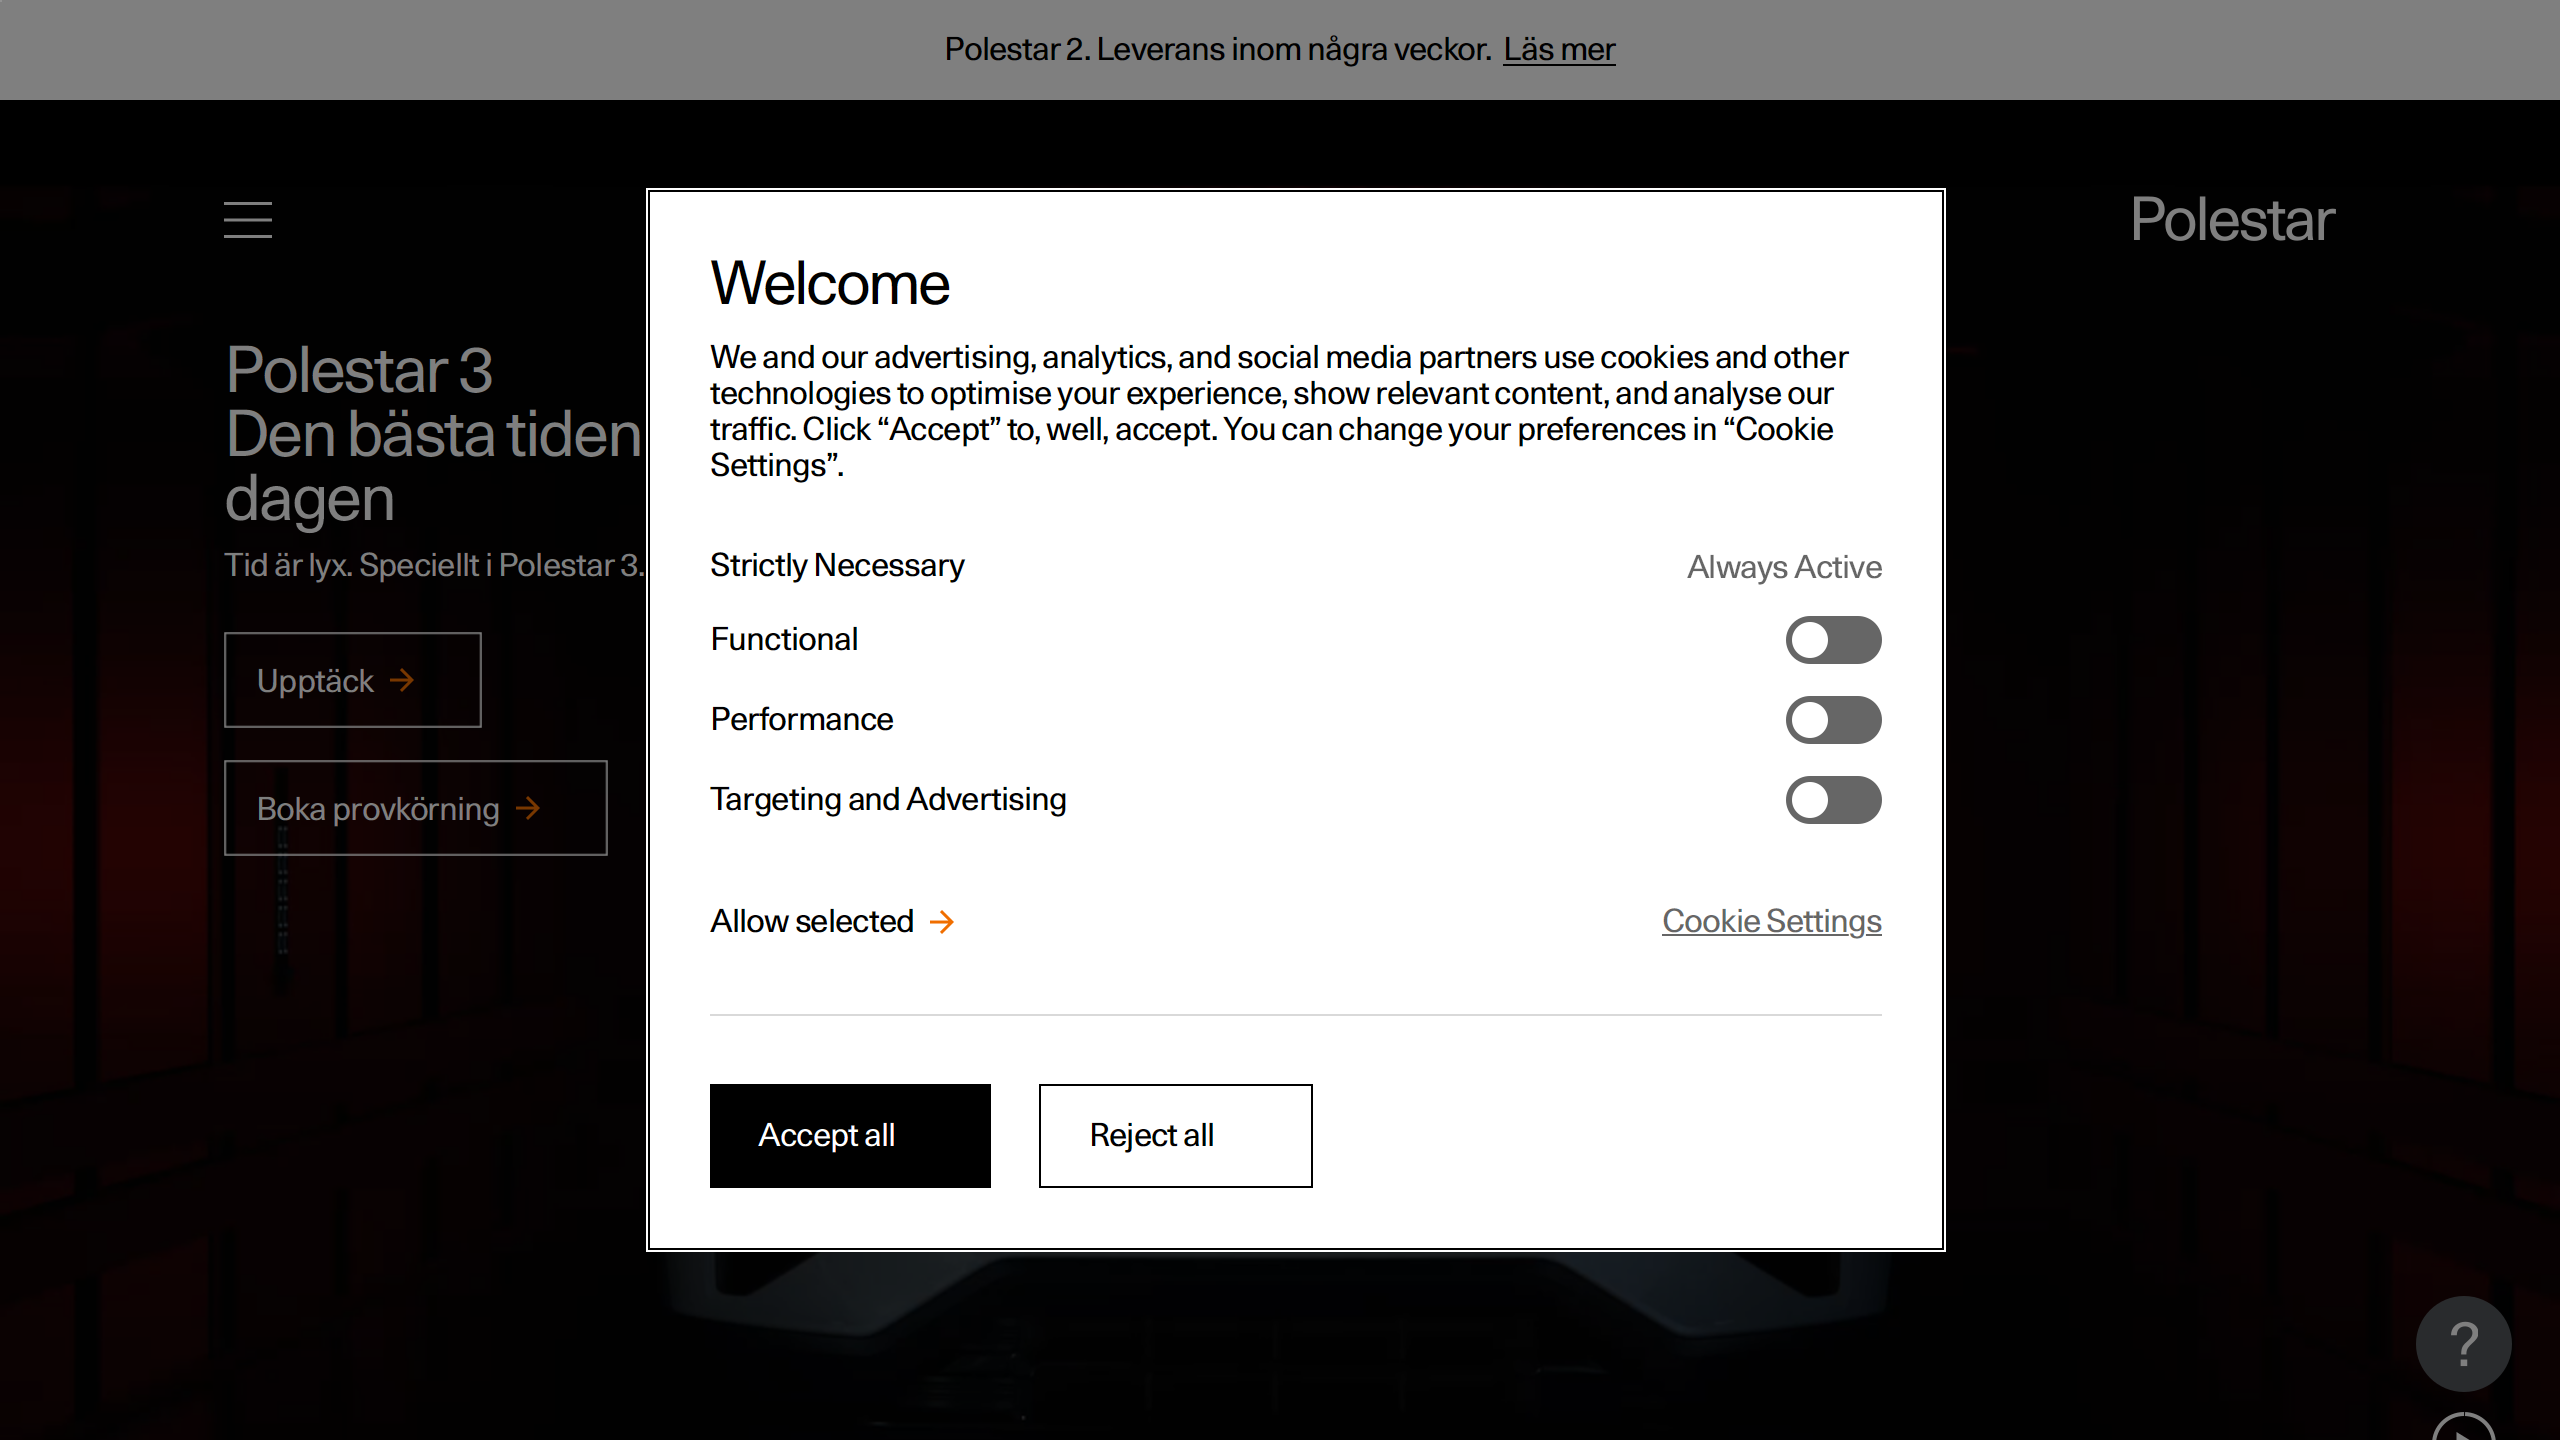 Polestar 2. Leverans inom några veckor. Läs mer
Polestar
Polestar 3
Den bästa tiden
dagen
Tid är lyx. Speciellt i Polestar 3.
Upptäck
Boka provkörning
Welcome
We and our advertising, analytics, and social media partners use cookies and other
technologies to optimise your experience, show relevant content, and analyse our
traffic. Click “Accept” to, well, accept. You can change your preferences in “Cookie
Settings”.
Strictly Necessary Always Active
Functional
Performance
Targeting and Advertising
Allow selected Cookie Settings
Accept all Reject all
?